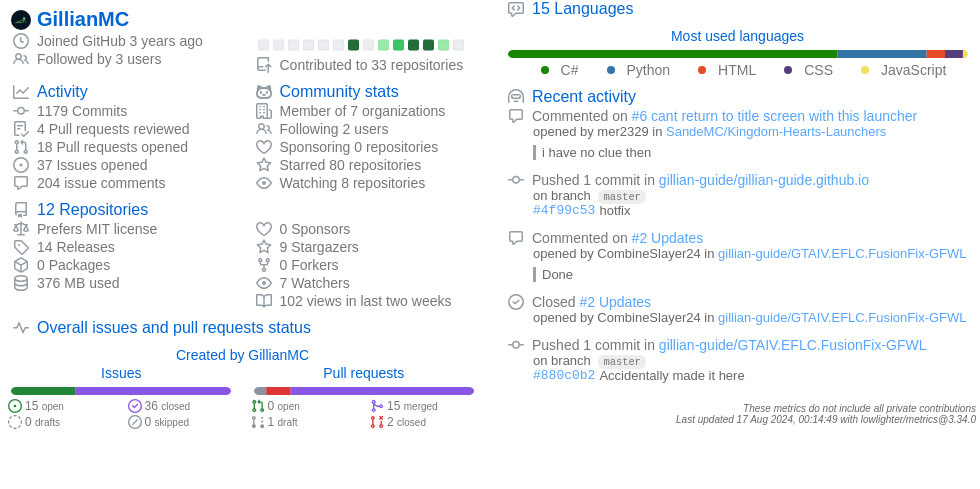 GillianMC
Joined GitHub 3 years ago
Followed by 3 users
Contributed to 33 repositories
Activity
1179 Commits
4 Pull requests reviewed
18 Pull requests opened
37 Issues opened
204 issue comments
Community stats
Member of 7 organizations
Following 2 users
Sponsoring 0 repositories
Starred 80 repositories
Watching 8 repositories
12 Repositories
Prefers MIT license
14 Releases
0 Packages
376 MB used
0 Sponsors
9 Stargazers
0 Forkers
7 Watchers
102 views in last two weeks
Overall issues and pull requests status
Created by GillianMC
Issues
15 open
36 closed
0 drafts
0 skipped
Pull requests
0 open
15 merged
1 draft
2 closed
15 Languages
Most used languages
C# Python HTML CSS JavaScript
Recent activity
Commented on #6 cant return to title screen with this launcher
opened by mer2329 in SandeMC/Kingdom-Hearts-Launchers
i have no clue then
Pushed 1 commit in gillian-guide/gillian-guide.github.io
on branch master
#4f99c53 hotfix
Commented on #2 Updates
opened by CombineSlayer24 in gillian-guide/GTAIV.EFLC.FusionFix-GFWL
Done
Closed #2 Updates
opened by CombineSlayer24 in gillian-guide/GTAIV.EFLC.FusionFix-GFWL
Pushed 1 commit in gillian-guide/GTAIV.EFLC.FusionFix-GFWL
on branch master
#880c0b2 Accidentally made it here
These metrics do not include all private contributions
Last updated 17 Aug 2024, 00:14:49 with lowlighter/metrics@3.34.0